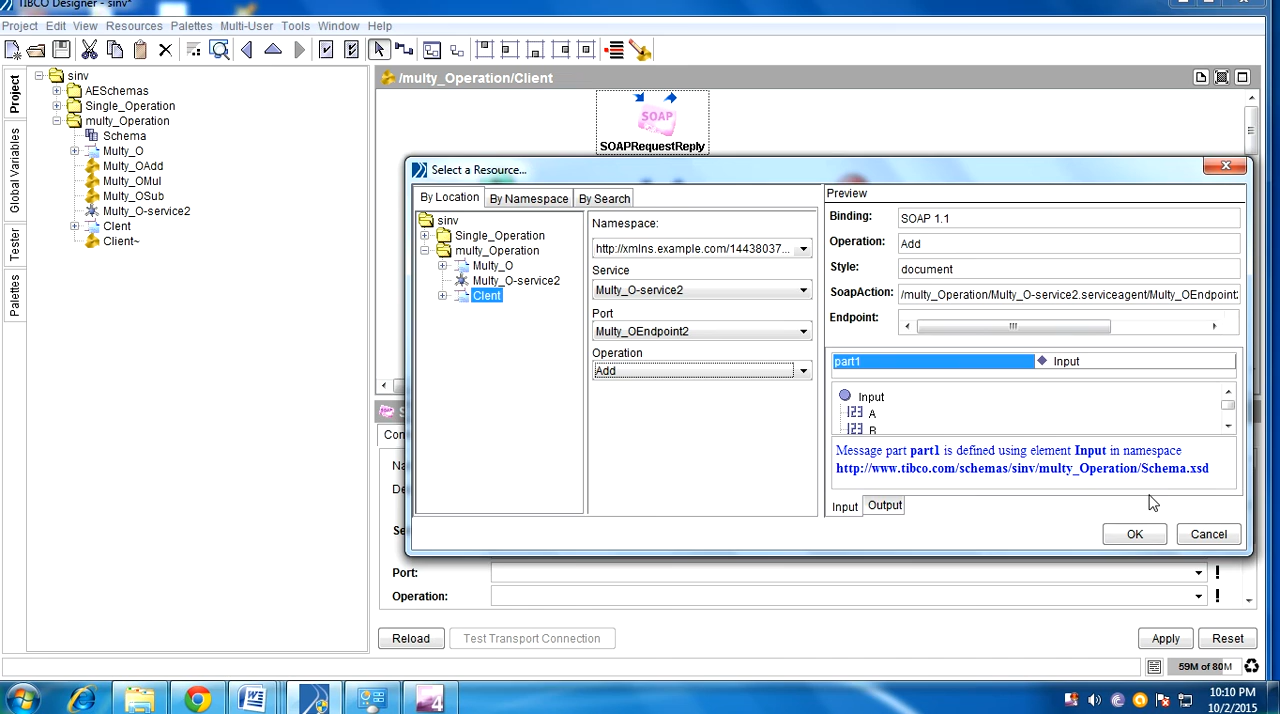 TIBCO Designer - sinv*
Project Edit View Resources Palettes Multi-User Tools Window Help
Project
Global Variables
Tester
Palettes
sinv
AESchemas
Single_Operation
multy_Operation
Schema
Multy_O
Multy_OAdd
Multy_OMul
Multy_OSub
Multy_O-service2
Clent
Client~
/multy_Operation/Client
SOAP
SOAPRequestReply
Select a Resource...
By Location By Namespace By Search
sinv
Single_Operation
multy_Operation
Multy_O
Multy_O-service2
Clent
Namespace:
http://xmlns.example.com/14438037...
Service
Multy_O-service2
Port
Multy_OEndpoint2
Operation
Add
Preview
Binding: SOAP 1.1
Operation: Add
Style: document
SoapAction: /multy_Operation/Multy_O-service2.serviceagent/Multy_OEndpoint2
Endpoint:
part1 Input
Input
123 A
123 B
Message part part1 is defined using element Input in namespace
http://www.tibco.com/schemas/sinv/multy_Operation/Schema.xsd
Input Output
OK Cancel
Port: !
Operation: !
Reload Test Transport Connection Apply Reset
59M of 80M
10:10 PM
10/2/2015